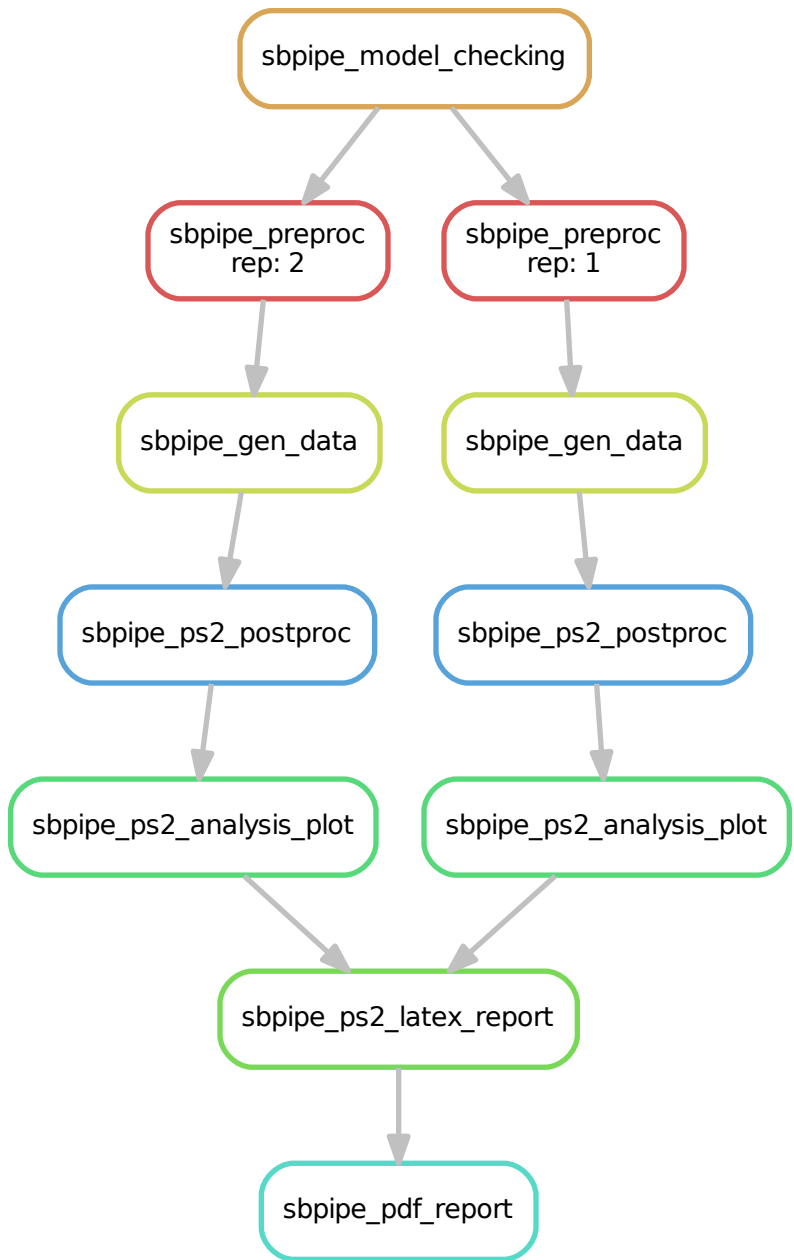 sbpipe_model_checking
sbpipe_preproc
rep: 2
sbpipe_preproc
rep: 1
sbpipe_gen_data
sbpipe_gen_data
sbpipe_ps2_postproc
sbpipe_ps2_postproc
sbpipe_ps2_analysis_plot
sbpipe_ps2_analysis_plot
sbpipe_ps2_latex_report
sbpipe_pdf_report